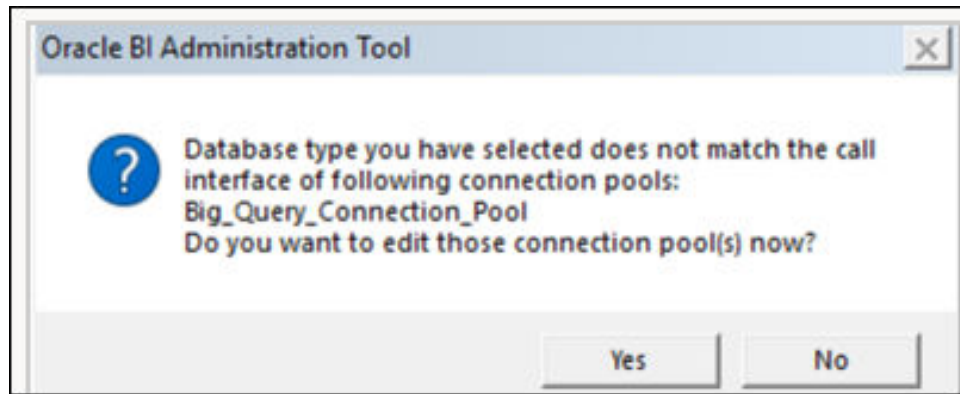 Oracle BI Administration Tool
?
Database type you have selected does not match the call
interface of following connection pools:
Big_Query_Connection_Pool
Do you want to edit those connection pool(s) now?
Yes No